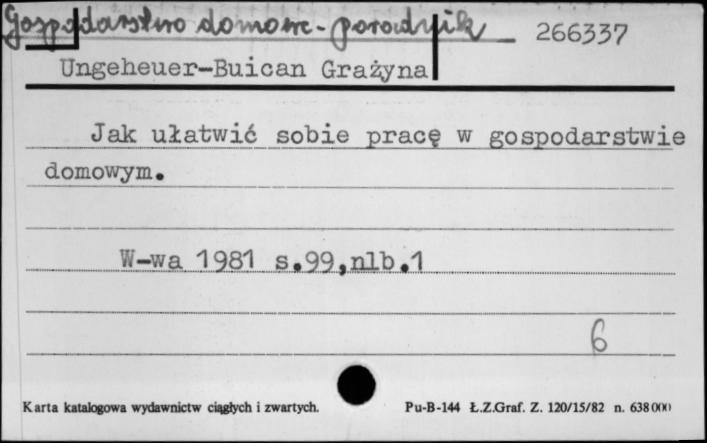 Gospodarstwo domowe - poradnik 266337
Ungeheuer-Buican Grażyna
Jak ułatwić sobie pracę w gospodarstwie
domowym.
W-wa 1981 s.99,nlb.1
6
Karta katalogowa wydawnictw ciągłych i zwartych. Pu-B-144 Ł.Z.Graf. Z. 120/15/82 n. 638000